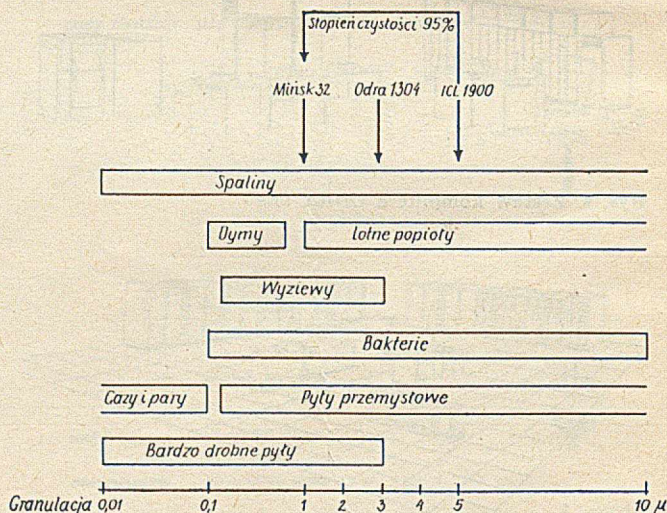 Stopień czystości 95%
Mińsk 32 Odra 1304 ICL 1900
Spaliny
Dymy lotne popioły
Wyziewy
Bakterie
Gazy i pary Pyły przemysłowe
Bardzo drobne pyły
Granulacja 0,01 0,1 1 2 3 4 5 10 μ